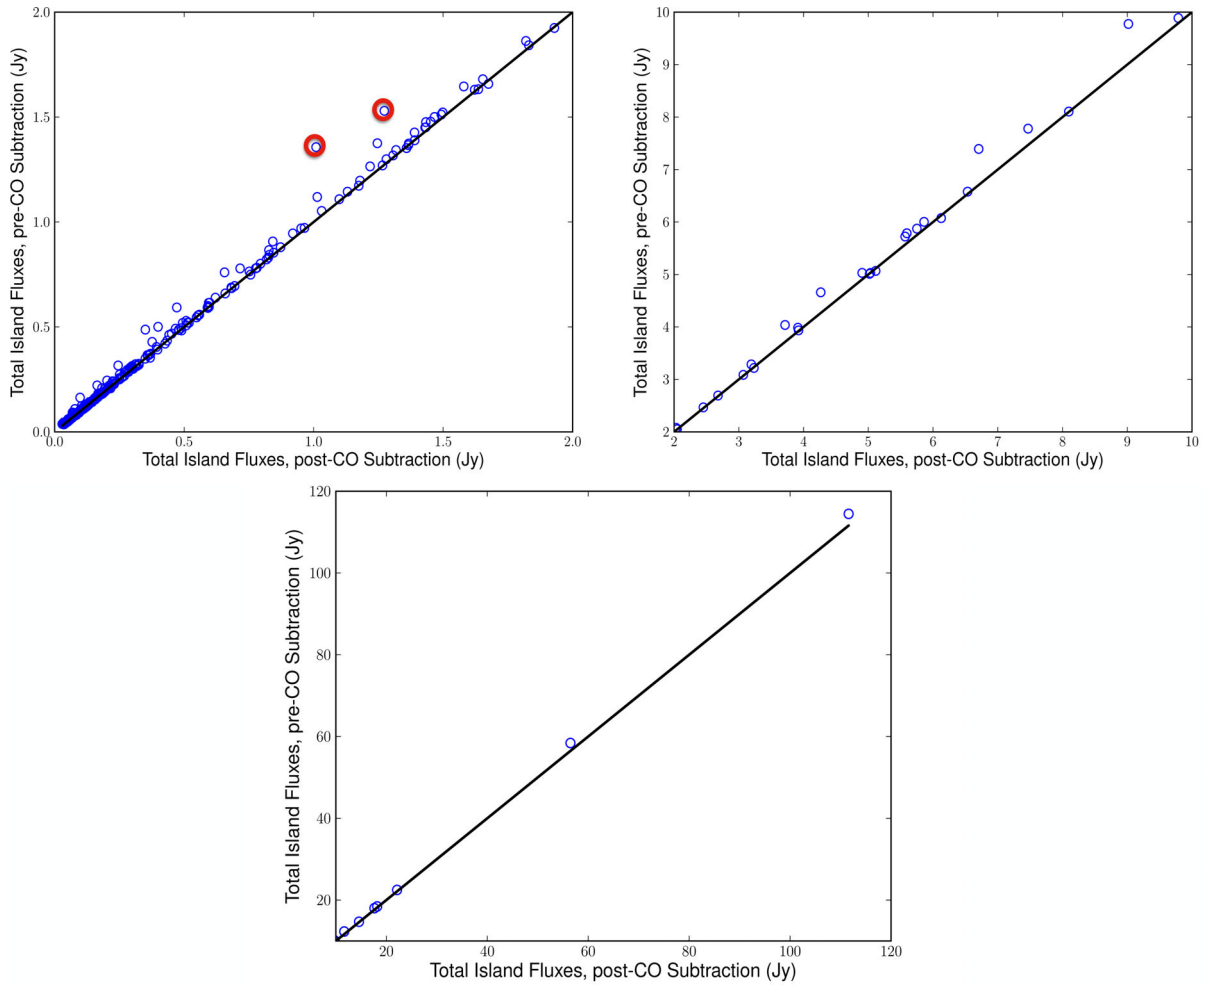 2.0
1.5
1.0
0.5
0.0
Total Island Fluxes, pre-CO Subtraction (Jy)
0.0 0.5 1.0 1.5 2.0
Total Island Fluxes, post-CO Subtraction (Jy)
10
9
8
7
6
5
4
3
2
Total Island Fluxes, pre-CO Subtraction (Jy)
2 3 4 5 6 7 8 9 10
Total Island Fluxes, post-CO Subtraction (Jy)
120
100
80
60
40
20
Total Island Fluxes, pre-CO Subtraction (Jy)
20 40 60 80 100 120
Total Island Fluxes, post-CO Subtraction (Jy)